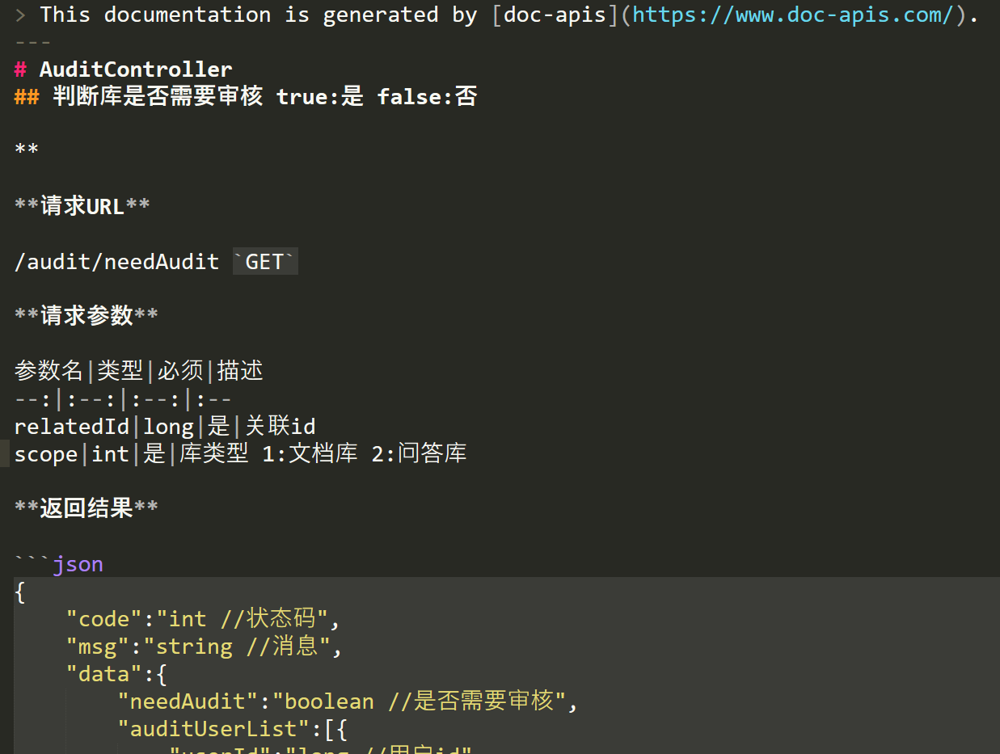 > This documentation is generated by [doc-apis](https://www.doc-apis.com/).
---
# AuditController
## 判断库是否需要审核 true:是 false:否
**
**请求URL**
/audit/needAudit `GET`
**请求参数**
参数名|类型|必须|描述
--:|:--:|:--:|:--
relatedId|long|是|关联id
scope|int|是|库类型 1:文档库 2:问答库
**返回结果**
```json
{
    "code":"int //状态码",
    "msg":"string //消息",
    "data":{
        "needAudit":"boolean //是否需要审核",
        "auditUserList":[{
            "userId":"long //用户id"